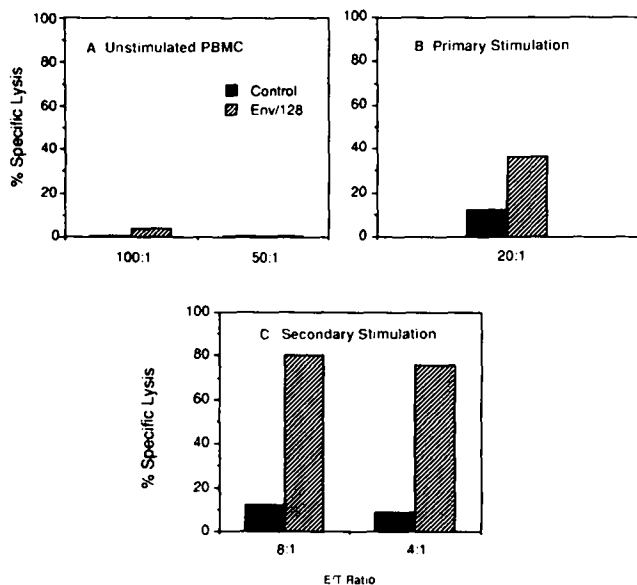 100
80
60
40
20
0
% Specific Lysis
A Unstimulated PBMC
Control
Env/128
100:1
50:1
100
80
60
40
20
0
B Primary Stimulation
20:1
100
80
60
40
20
0
% Specific Lysis
C Secondary Stimulation
8:1
4:1
E/T Ratio